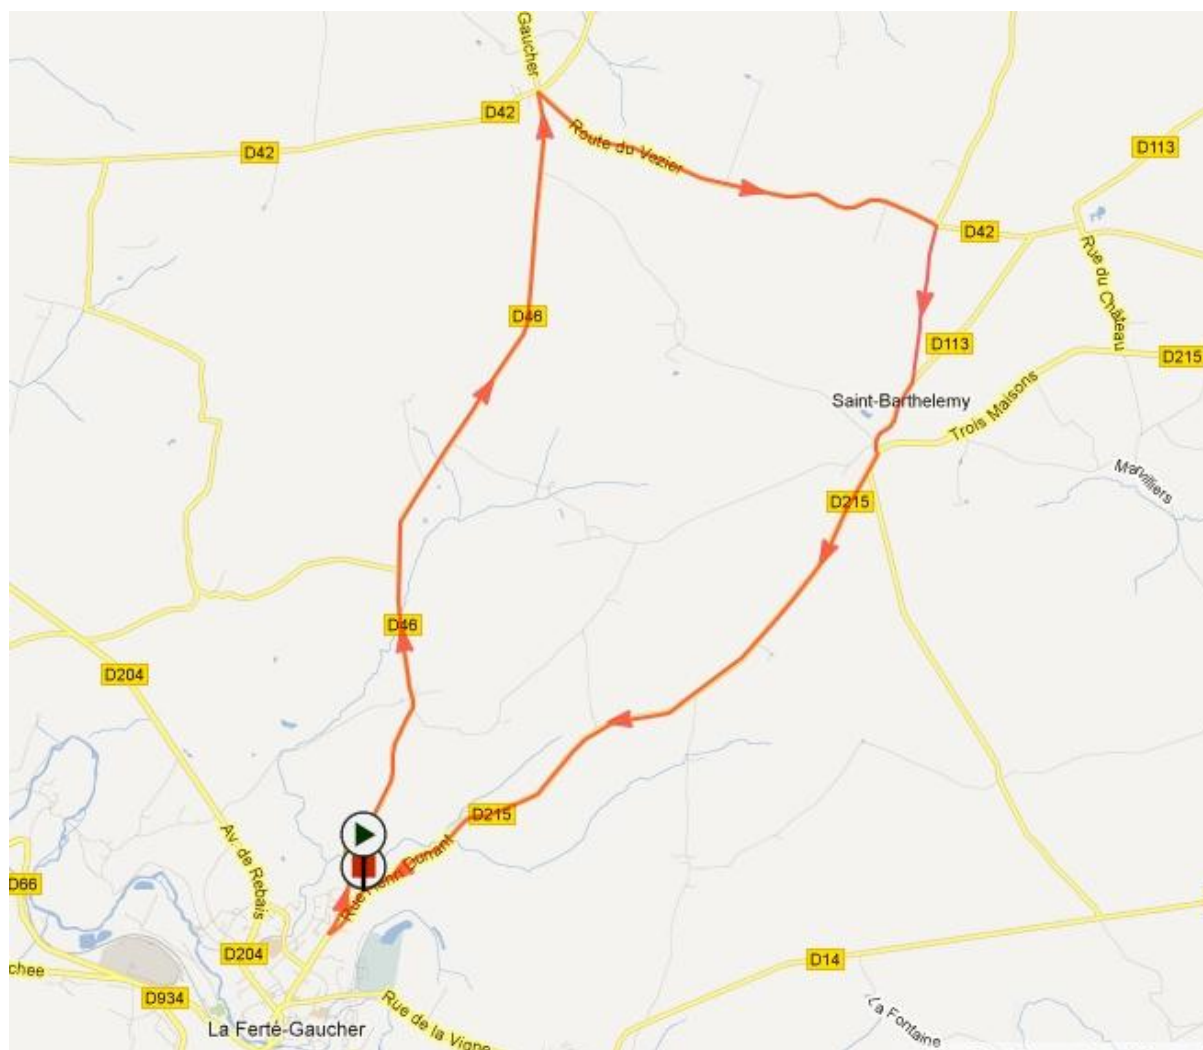 Gaucher
D42
Route du Vezier
D42
D113
D42
Rue du Château
D46
D113
D215
Saint-Barthelemy
Trois Maisons
Marvilliers
D215
D46
D204
D215
Av. de Rebais
Rue Henri Dunant
D66
D204
D14
chee
D934
Rue de la Vigne
La Fontaine
La Ferté-Gaucher